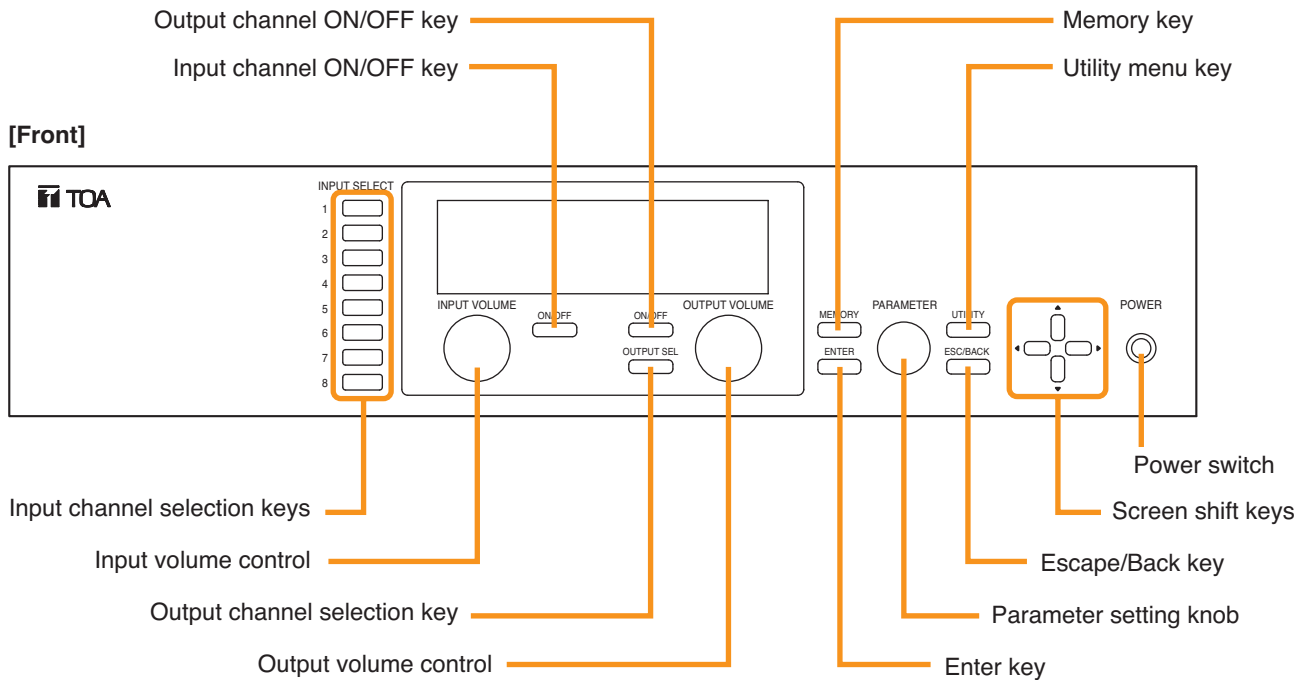 Output channel ON/OFF key
Memory key
Input channel ON/OFF key
Utility menu key
[Front]
TOA
INPUT SELECT
1
2
3
4
5
6
7
8
INPUT VOLUME
ON/OFF
ON/OFF
OUTPUT VOLUME
OUTPUT SEL
MEMORY
PARAMETER
UTILITY
POWER
ENTER
ESC/BACK
Power switch
Input channel selection keys
Screen shift keys
Input volume control
Escape/Back key
Output channel selection key
Parameter setting knob
Output volume control
Enter key